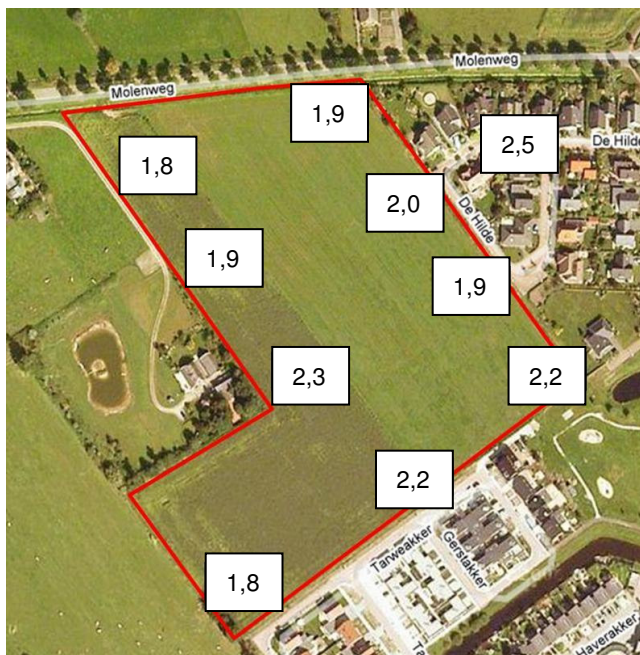 Molenweg
Molenweg
1,9
2,5
De Hilde
1,8
2,0
De Hilde
1,9
1,9
2,3
2,2
2,2
Tarweakker
Gerstakker
1,8
Haverakker
Ta